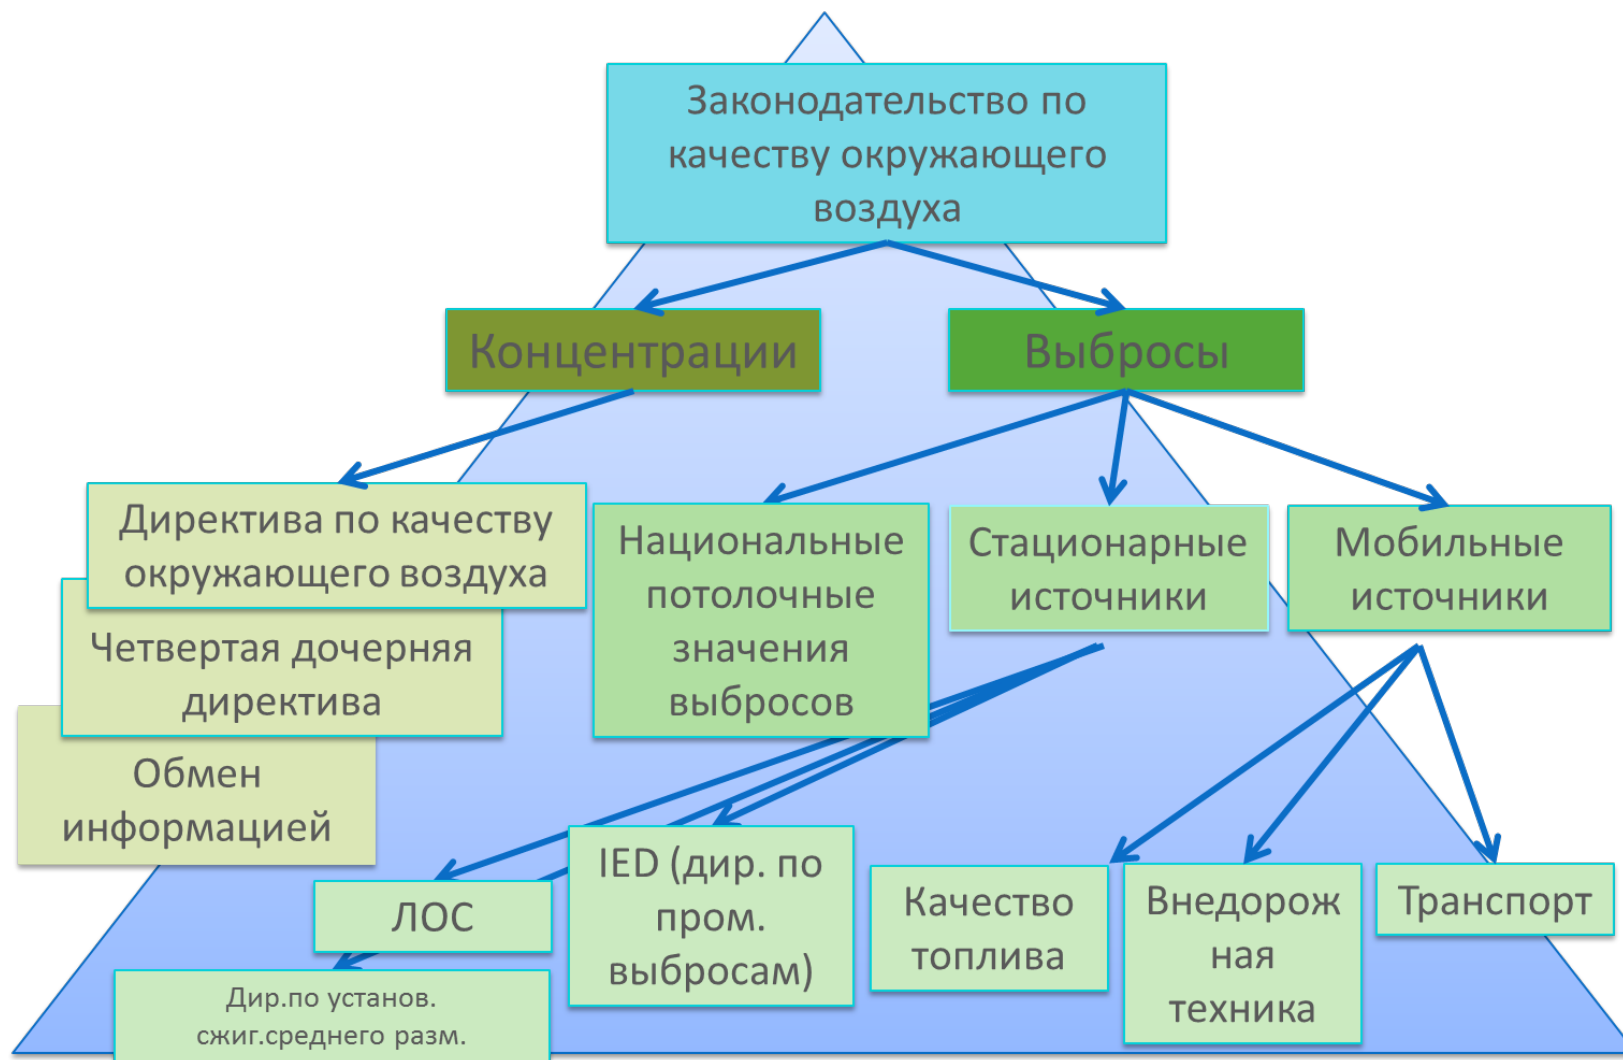 Законодательство по
качеству окружающего
воздуха
Концентрации
Выбросы
Директива по качеству
окружающего воздуха
Четвертая дочерняя
директива
Обмен
информацией
Национальные
потолочные
значения
выбросов
Стационарные
источники
Мобильные
источники
ЛОС
Дир.по установ.
сжиг.среднего разм.
IED (дир. по
пром.
выбросам)
Качество
топлива
Внедорож
ная
техника
Транспорт